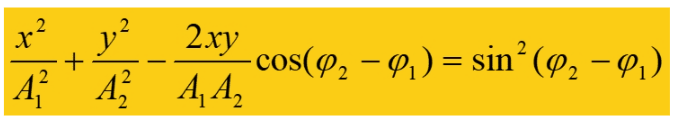 x²/A₁² + y²/A₂² − 2xy/A₁A₂ cos(φ₂ − φ₁) = sin²(φ₂ − φ₁)